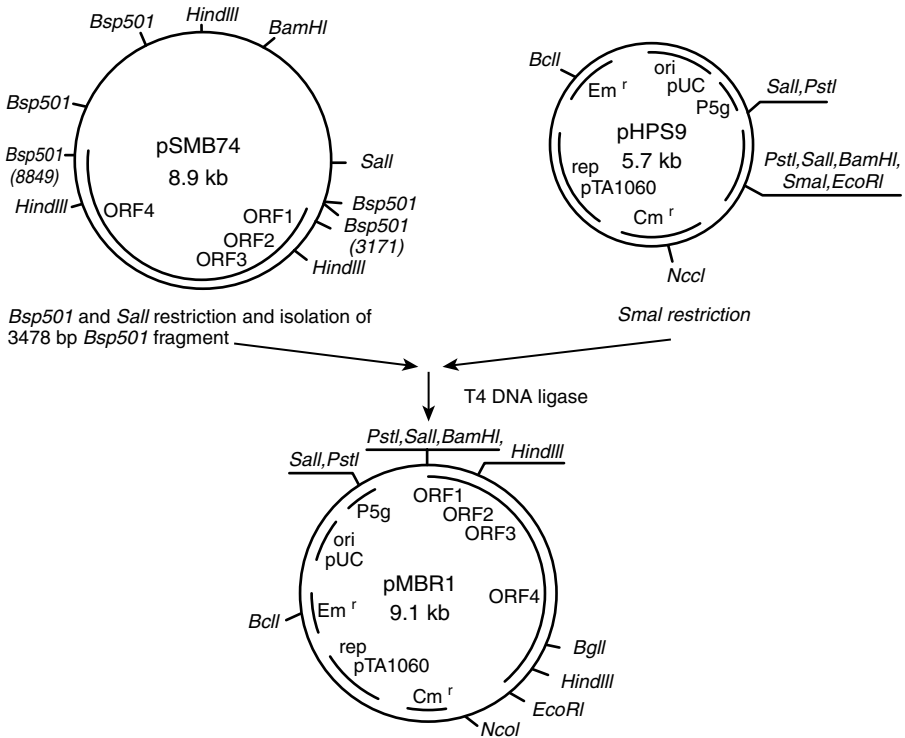 HindIII
Bsp501
BamHI
Bsp501
Bsp501
(8849)
HindIII
pSMB74
8.9 kb
SalI
Bsp501
Bsp501
(3171)
HindIII
ORF4
ORF1
ORF2
ORF3
BclI
Em r
ori
pUC
P5g
SalI,PstI
pHPS9
5.7 kb
PstI,SalI,BamHI,
SmaI,EcoRI
rep
pTA1060
Cm r
NccI
Bsp501 and SalI restriction and isolation of
3478 bp Bsp501 fragment
SmaI restriction
T4 DNA ligase
PstI,SalI,BamHI,
SalI,PstI
HindIII
P5g
ORF1
ORF2
ORF3
ori
pUC
pMBR1
9.1 kb
ORF4
BclI
Em r
rep
pTA1060
Cm r
BglI
HindIII
EcoRI
NcoI